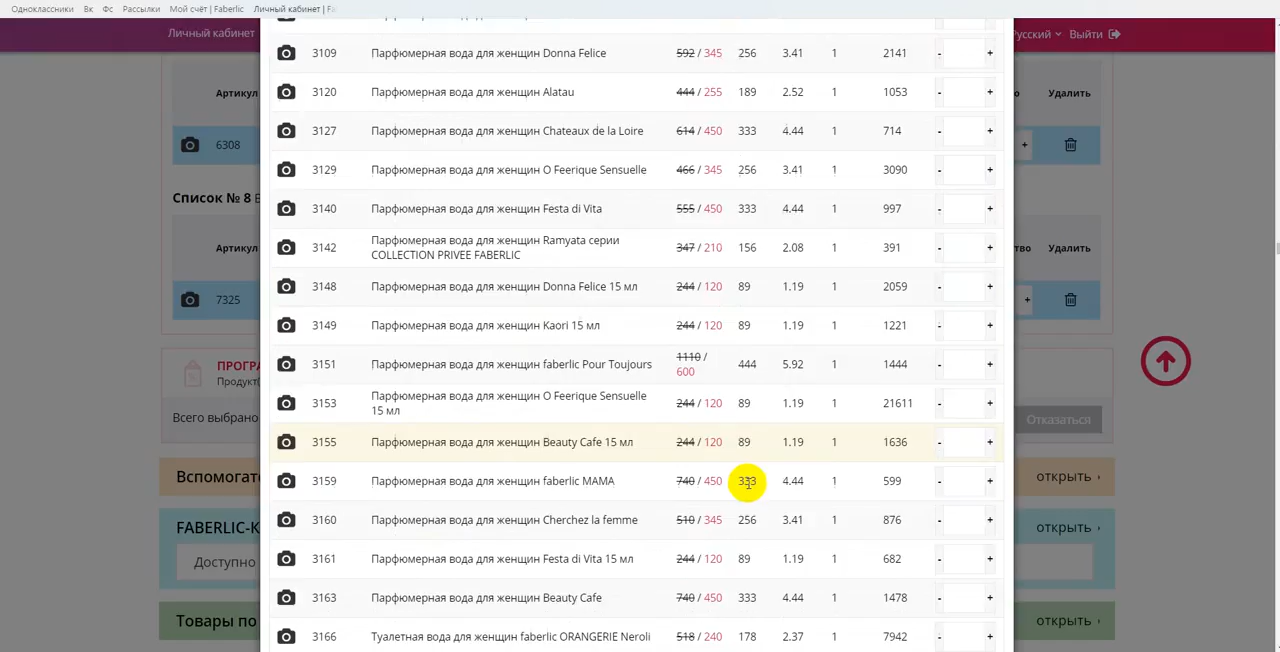 Одноклассники Вк Фс Рассылки Мой счёт | Faberlic Личный кабинет | Fa
Личный кабинет
усский Выйти
3109 Парфюмерная вода для женщин Donna Felice 592 / 345 256 3.41 1 2141 - +
3120 Парфюмерная вода для женщин Alatau 444 / 255 189 2.52 1 1053 - +
Артикул
Удалить
3127 Парфюмерная вода для женщин Chateaux de la Loire 614 / 450 333 4.44 1 714 - +
6308
+
3129 Парфюмерная вода для женщин O Feerique Sensuelle 466 / 345 256 3.41 1 3090 - +
Список № 8
3140 Парфюмерная вода для женщин Festa di Vita 555 / 450 333 4.44 1 997 - +
Артикул
тво Удалить
3142 Парфюмерная вода для женщин Ramyata серии
COLLECTION PRIVEE FABERLIC 347 / 210 156 2.08 1 391 - +
3148 Парфюмерная вода для женщин Donna Felice 15 мл 244 / 120 89 1.19 1 2059 - +
7325
+
3149 Парфюмерная вода для женщин Kaori 15 мл 244 / 120 89 1.19 1 1221 - +
3151 Парфюмерная вода для женщин faberlic Pour Toujours 1110 /
600 444 5.92 1 1444 - +
ПРОГР
Продукт
3153 Парфюмерная вода для женщин O Feerique Sensuelle
15 мл 244 / 120 89 1.19 1 21611 - +
Всего выбрано
Отказаться
3155 Парфюмерная вода для женщин Beauty Cafe 15 мл 244 / 120 89 1.19 1 1636 - +
3159 Парфюмерная вода для женщин faberlic МАМА 740 / 450 333 4.44 1 599 - +
Вспомогат
открыть ›
3160 Парфюмерная вода для женщин Cherchez la femme 510 / 345 256 3.41 1 876 - +
FABERLIC-К
открыть ›
3161 Парфюмерная вода для женщин Festa di Vita 15 мл 244 / 120 89 1.19 1 682 - +
Доступно
3163 Парфюмерная вода для женщин Beauty Cafe 740 / 450 333 4.44 1 1478 - +
Товары по
открыть ›
3166 Туалетная вода для женщин faberlic ORANGERIE Neroli 518 / 240 178 2.37 1 7942 - +